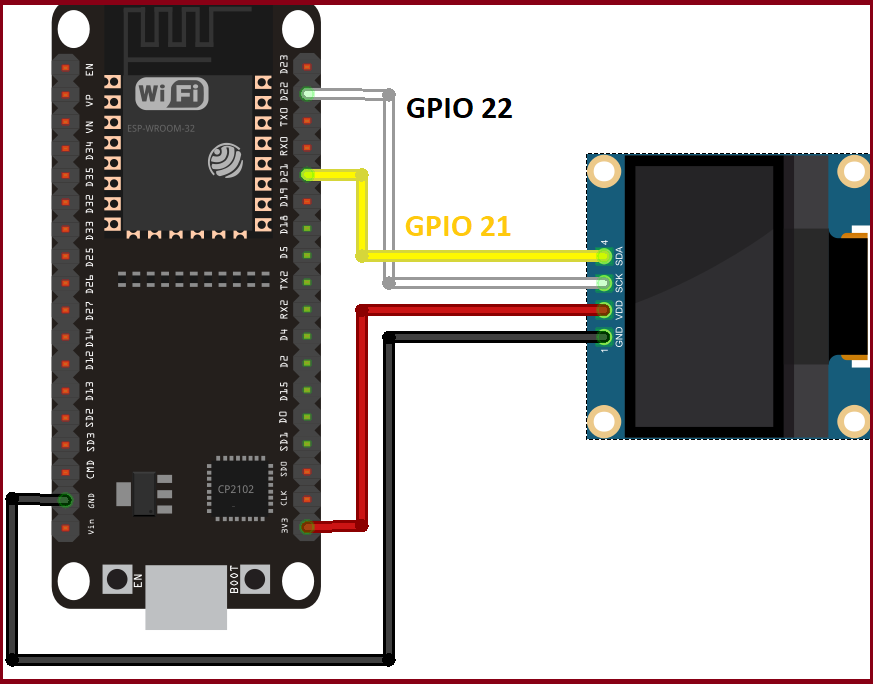 EN
VP
VN
D34
D35
D32
D33
D25
D26
D27
D14
D12
D13
SD2
SD3
CMD
GND
Vin
WiFi
ESP-WROOM-32
CP2102
EN
BOOT
D23
D22
TX0
RX0
D21
D19
D18
D5
TX2
RX2
D4
D2
D15
D0
SD1
SD0
CLK
3V3
GPIO 22
GPIO 21
4
SDA
SCK
VDD
GND
1